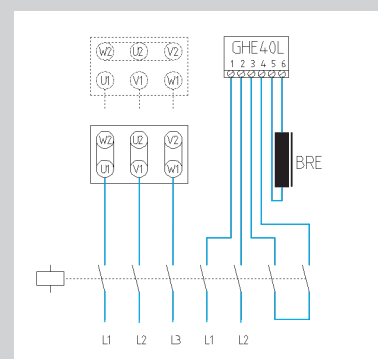 W2 U2 V2
U1 V1 W1
GHE40L
1 2 3 4 5 6
W2 U2 V2
U1 V1 W1
BRE
L1 L2 L3 L1 L2